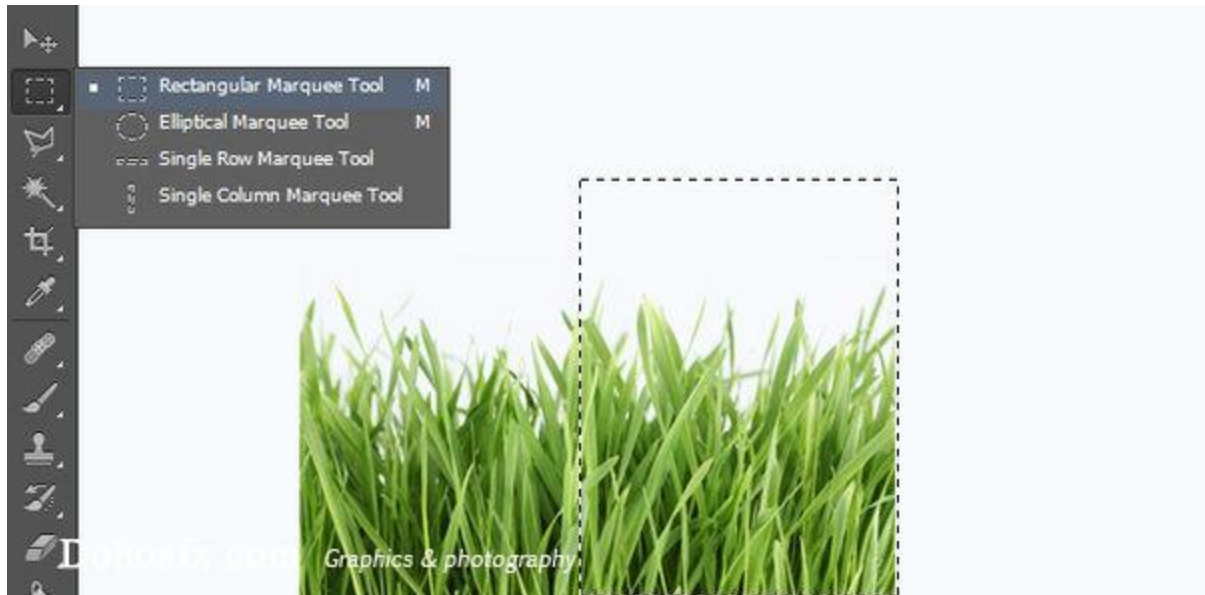 Rectangular Marquee Tool M
Elliptical Marquee Tool M
Single Row Marquee Tool
Single Column Marquee Tool
Graphics & photography